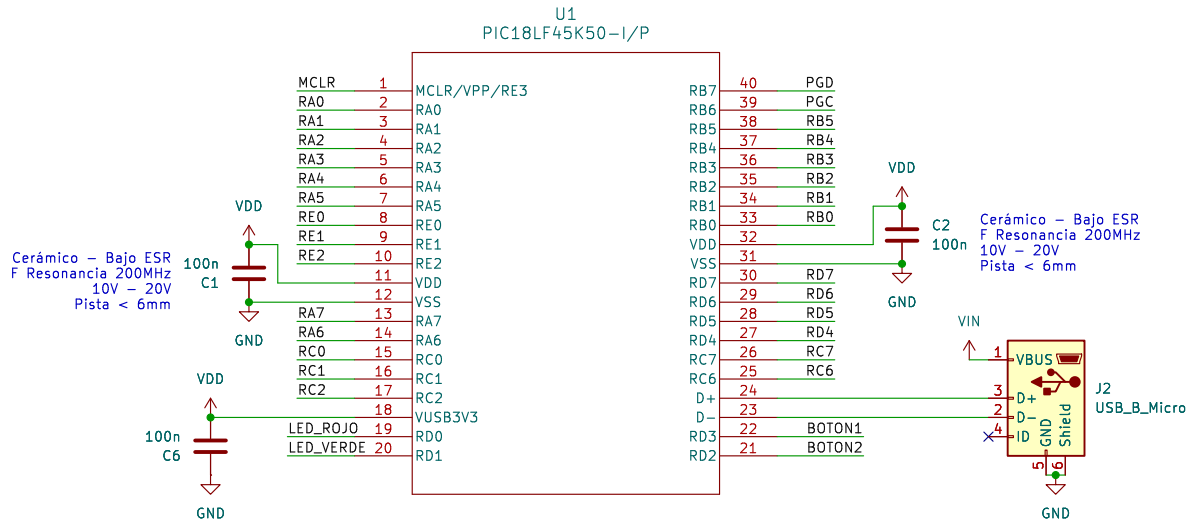 U1
PIC18LF45K50-I/P
MCLR 1 MCLR/VPP/RE3
RA0 2 RA0
RA1 3 RA1
RA2 4 RA2
RA3 5 RA3
RA4 6 RA4
RA5 7 RA5
RE0 8 RE0
RE1 9 RE1
RE2 10 RE2
11 VDD
12 VSS
RA7 13 RA7
RA6 14 RA6
RC0 15 RC0
RC1 16 RC1
RC2 17 RC2
18 VUSB3V3
LED_ROJO 19 RD0
LED_VERDE 20 RD1
RB7 40 PGD
RB6 39 PGC
RB5 38 RB5
RB4 37 RB4
RB3 36 RB3
RB2 35 RB2
RB1 34 RB1
RB0 33 RB0
VDD 32
VSS 31
RD7 30 RD7
RD6 29 RD6
RD5 28 RD5
RD4 27 RD4
RC7 26 RC7
RC6 25 RC6
D+ 24
D- 23
RD3 22 BOTON1
RD2 21 BOTON2
VDD
100n
C1
GND
Cerámico - Bajo ESR
F Resonancia 200MHz
10V - 20V
Pista < 6mm
VDD
100n
C6
GND
VDD
C2
100n
GND
Cerámico - Bajo ESR
F Resonancia 200MHz
10V - 20V
Pista < 6mm
VIN
1 VBUS
3 D+
2 D-
4 ID
GND
Shield
5
6
J2
USB_B_Micro
GND